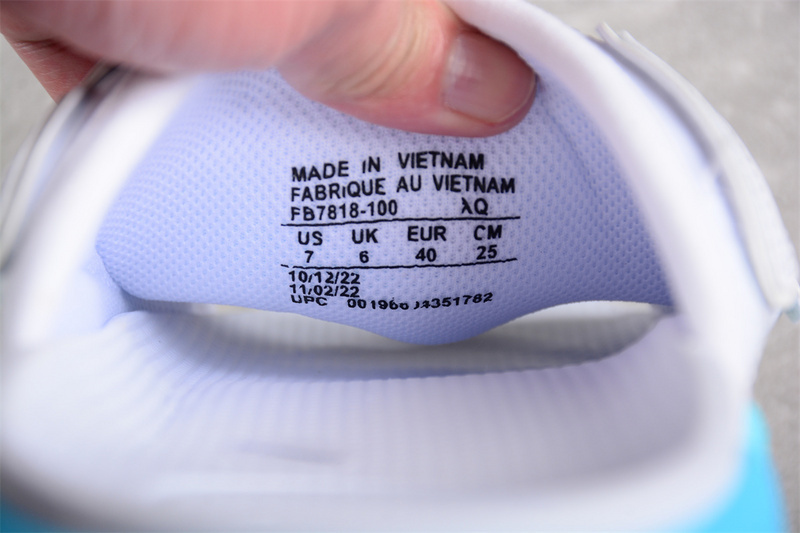 MADE IN VIETNAM
FABRIQUE AU VIETNAM
FB7818-100 XQ
US UK EUR CM
7 6 40 25
10/12/22
11/02/22
UPC